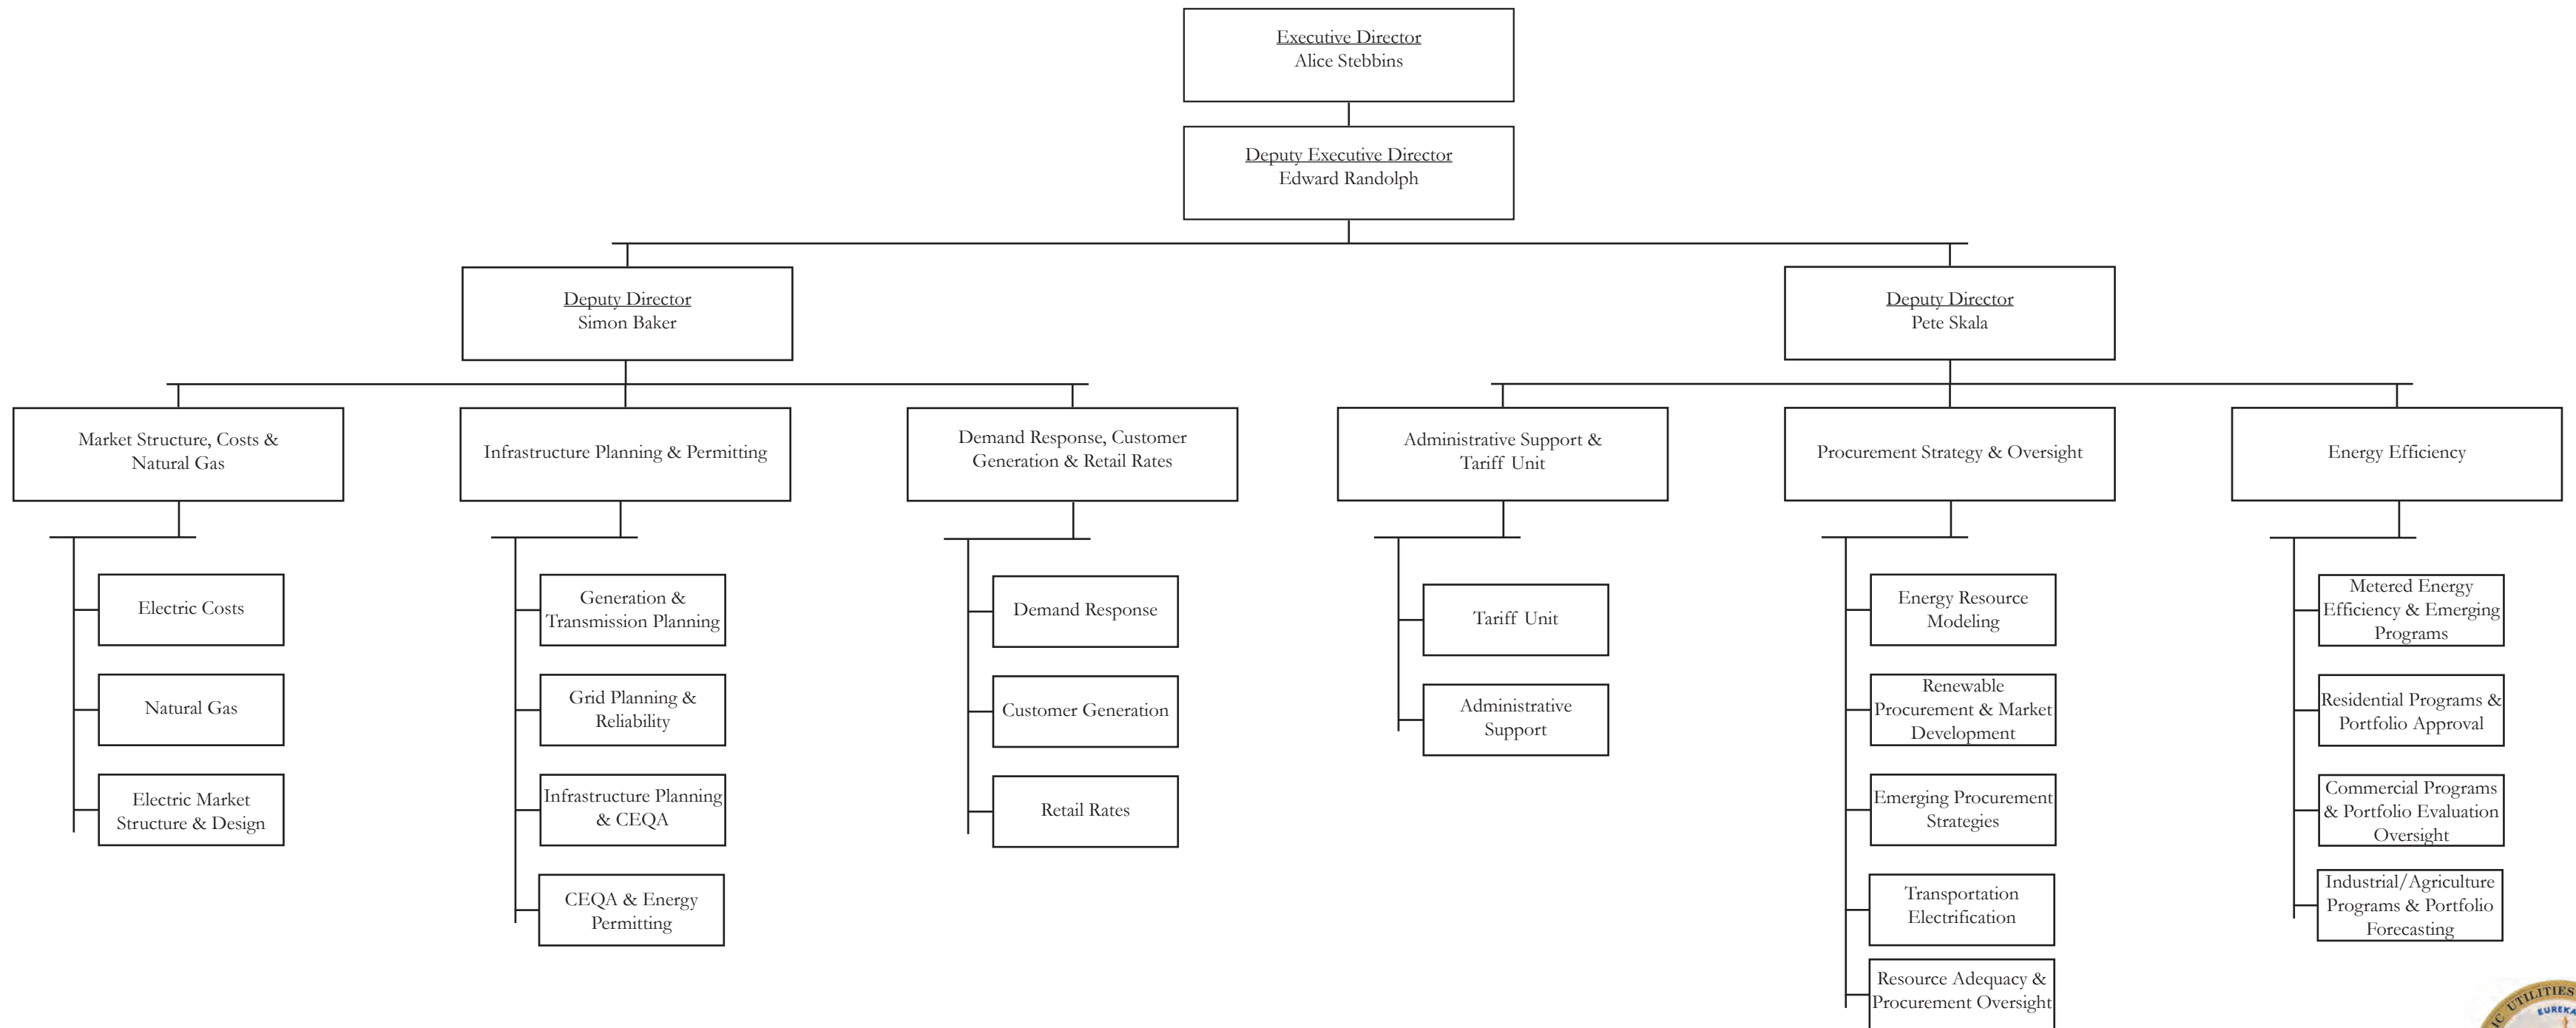 Executive Director
Alice Stebbins
Deputy Executive Director
Edward Randolph
Deputy Director
Simon Baker
Deputy Director
Pete Skala
Market Structure, Costs &
Natural Gas
Infrastructure Planning & Permitting
Demand Response, Customer
Generation & Retail Rates
Administrative Support &
Tariff Unit
Procurement Strategy & Oversight
Energy Efficiency
Electric Costs
Natural Gas
Electric Market
Structure & Design
Generation &
Transmission Planning
Grid Planning &
Reliability
Infrastructure Planning
& CEQA
CEQA & Energy
Permitting
Demand Response
Customer Generation
Retail Rates
Tariff Unit
Administrative
Support
Energy Resource
Modeling
Renewable
Procurement & Market
Development
Emerging Procurement
Strategies
Transportation
Electrification
Resource Adequacy &
Procurement Oversight
Metered Energy
Efficiency & Emerging
Programs
Residential Programs &
Portfolio Approval
Commercial Programs
& Portfolio Evaluation
Oversight
Industrial/Agriculture
Programs & Portfolio
Forecasting
UTILITIES